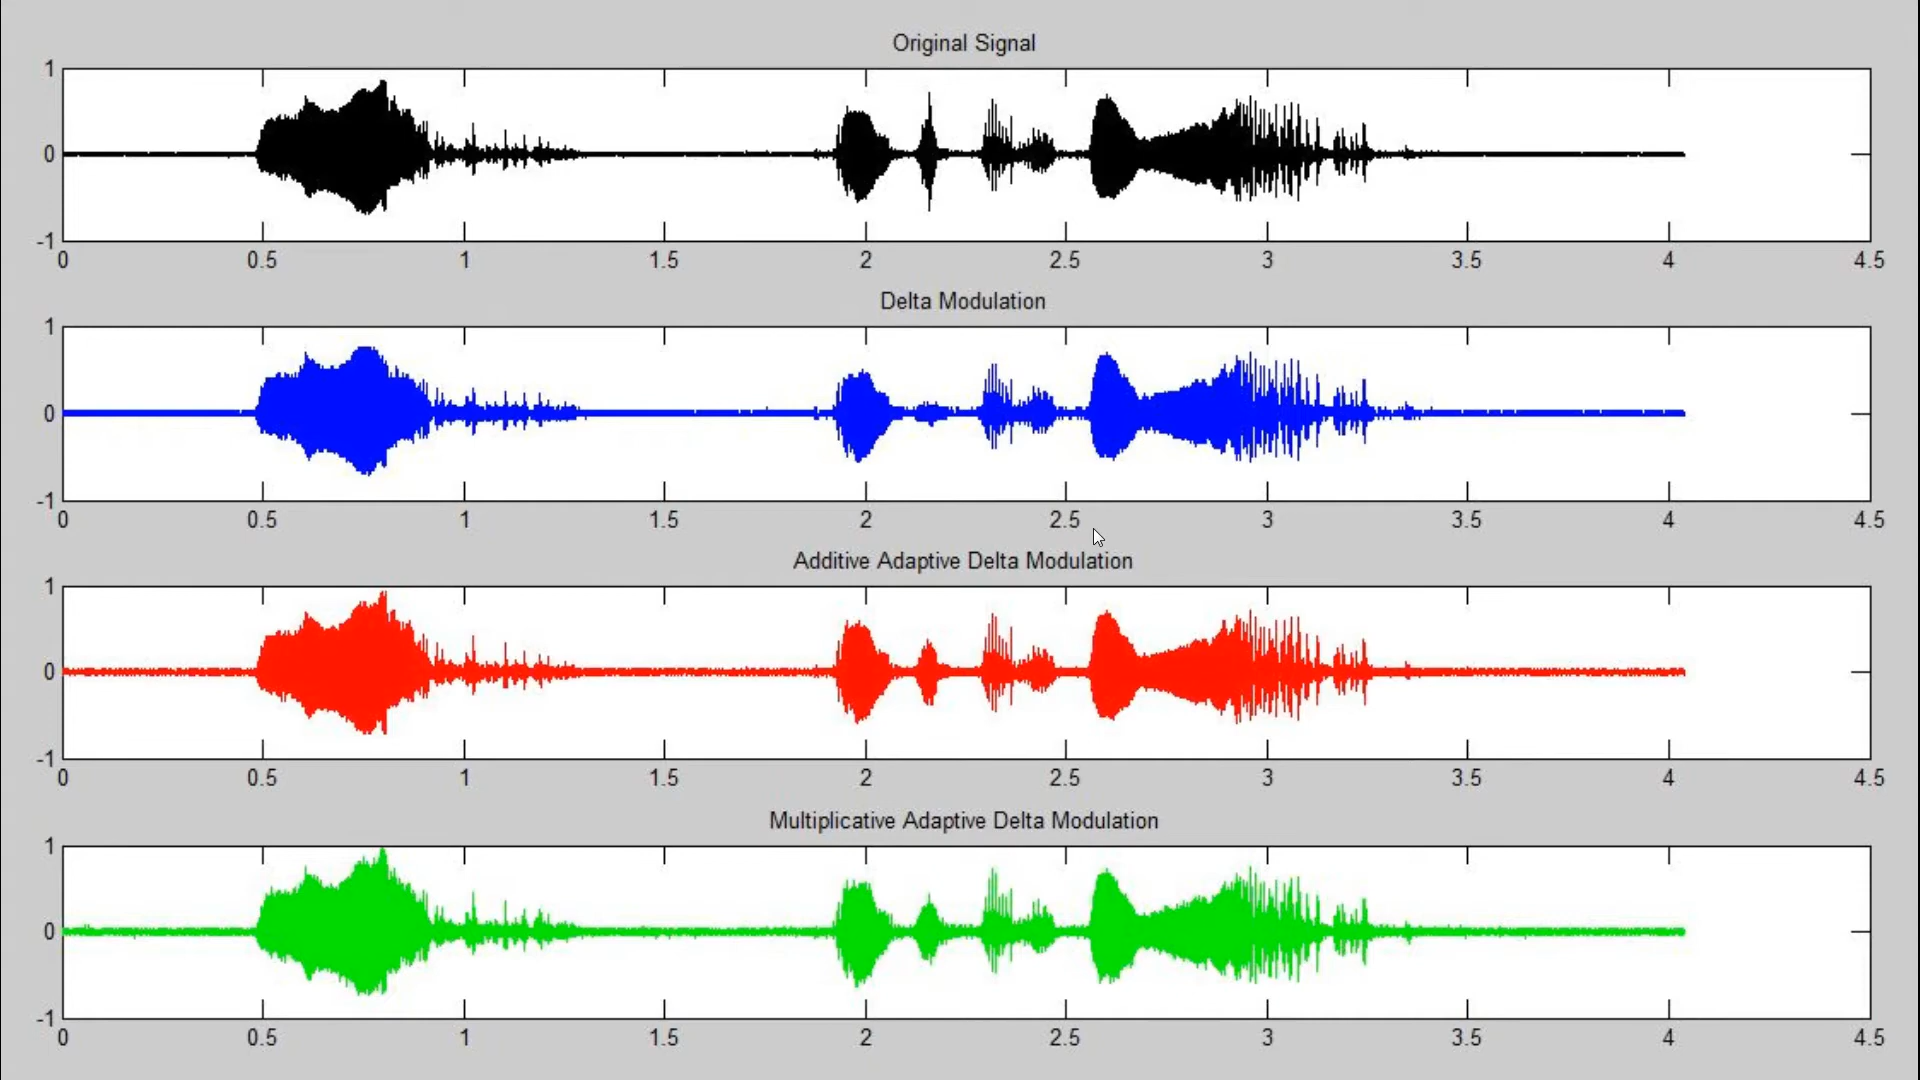 Original Signal
1
0
-1
0 0.5 1 1.5 2 2.5 3 3.5 4 4.5
Delta Modulation
1
0
-1
0 0.5 1 1.5 2 2.5 3 3.5 4 4.5
Additive Adaptive Delta Modulation
1
0
-1
0 0.5 1 1.5 2 2.5 3 3.5 4 4.5
Multiplicative Adaptive Delta Modulation
1
0
-1
0 0.5 1 1.5 2 2.5 3 3.5 4 4.5